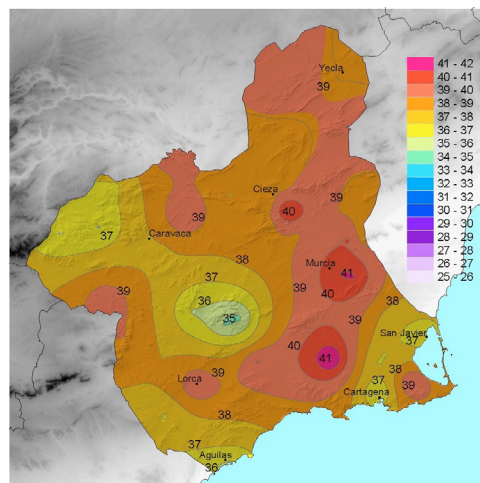 41 - 42
40 - 41
39 - 40
38 - 39
37 - 38
36 - 37
35 - 36
34 - 35
33 - 34
32 - 33
31 - 32
30 - 31
29 - 30
28 - 29
27 - 28
26 - 27
25 - 26
Yecla
39
Cieza
39
40
39
37
Caravaca
38
Murcia
37
41
39
40
39
36
38
35
39
San Javier
37
40
41
39
38
37
39
Lorca
Cartagena
38
37
Aguilas
36